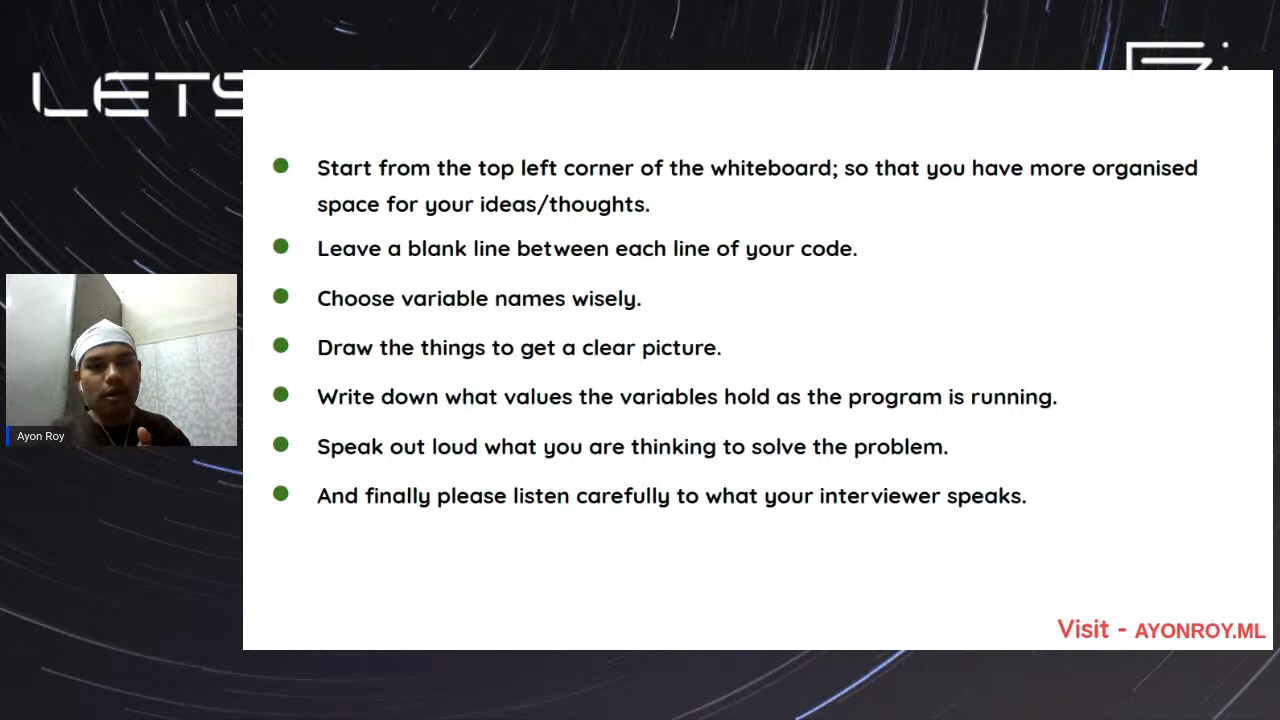 LETS
Start from the top left corner of the whiteboard; so that you have more organised
space for your ideas/thoughts.
Leave a blank line between each line of your code.
Choose variable names wisely.
Draw the things to get a clear picture.
Write down what values the variables hold as the program is running.
Ayon Roy
Speak out loud what you are thinking to solve the problem.
And finally please listen carefully to what your interviewer speaks.
Visit - AYONROY.ML